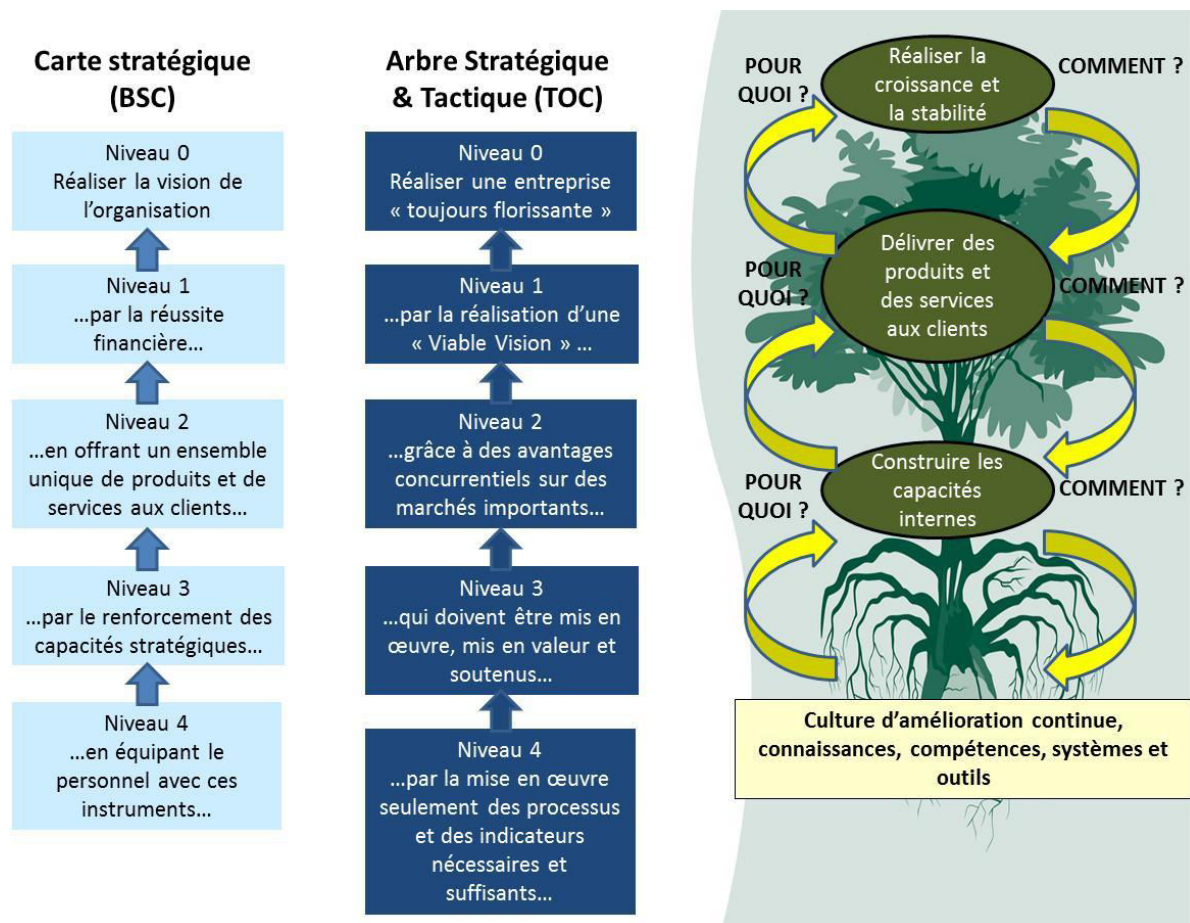 Carte stratégique
(BSC)
Niveau 0
Réaliser la vision de
l’organisation
Niveau 1
...par la réussite
financière...
Niveau 2
...en offrant un ensemble
unique de produits et de
services aux clients...
Niveau 3
...par le renforcement des
capacités stratégiques...
Niveau 4
...en équipant le
personnel avec ces
instruments...
Arbre Stratégique
& Tactique (TOC)
Niveau 0
Réaliser une entreprise
« toujours florissante »
Niveau 1
...par la réalisation d’une
« Viable Vision » ...
Niveau 2
...grâce à des avantages
concurrentiels sur des
marchés importants...
Niveau 3
...qui doivent être mis en
œuvre, mis en valeur et
soutenus...
Niveau 4
...par la mise en œuvre
seulement des processus
et des indicateurs
nécessaires et
suffisants...
POUR
QUOI ?
Réaliser la
croissance et
la stabilité
COMMENT ?
POUR
QUOI ?
Délivrer des
produits et
des services
aux clients
COMMENT ?
POUR
QUOI ?
Construire les
capacités
internes
COMMENT ?
Culture d’amélioration continue,
connaissances, compétences, systèmes et
outils